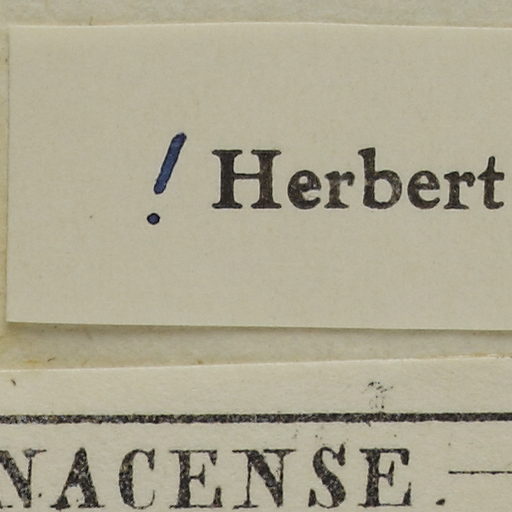 ! Herbert
NACENSE. —